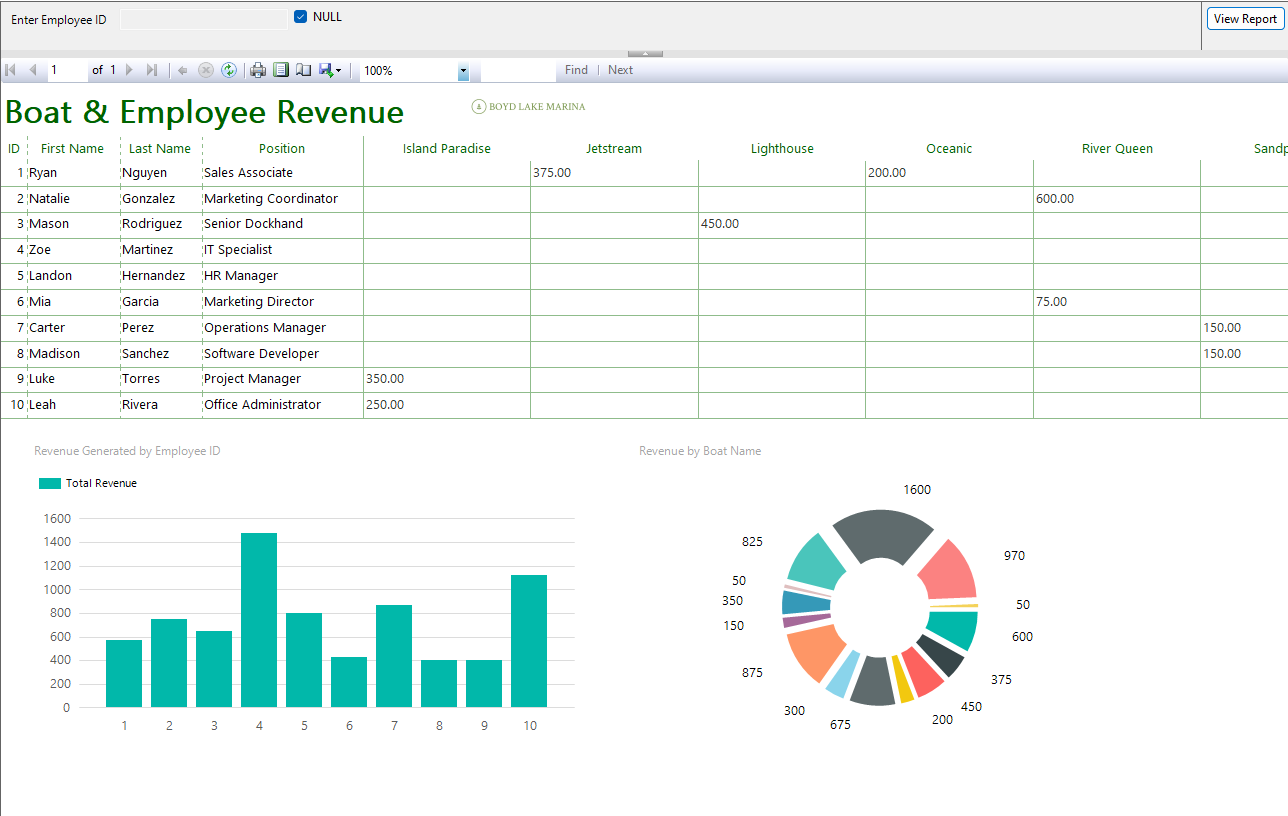 Enter Employee ID NULL View Report
1 of 1 100% Find | Next
Boat & Employee Revenue BOYD LAKE MARINA
ID First Name Last Name Position Island Paradise Jetstream Lighthouse Oceanic River Queen Sandp
1 Ryan Nguyen Sales Associate 375.00 200.00
2 Natalie Gonzalez Marketing Coordinator 600.00
3 Mason Rodriguez Senior Dockhand 450.00
4 Zoe Martinez IT Specialist
5 Landon Hernandez HR Manager
6 Mia Garcia Marketing Director 75.00
7 Carter Perez Operations Manager 150.00
8 Madison Sanchez Software Developer 150.00
9 Luke Torres Project Manager 350.00
10 Leah Rivera Office Administrator 250.00
Revenue Generated by Employee ID
Total Revenue
1600
1400
1200
1000
800
600
400
200
0
1 2 3 4 5 6 7 8 9 10
Revenue by Boat Name
1600
825
970
50
350
50
150
600
875
375
300
450
675
200